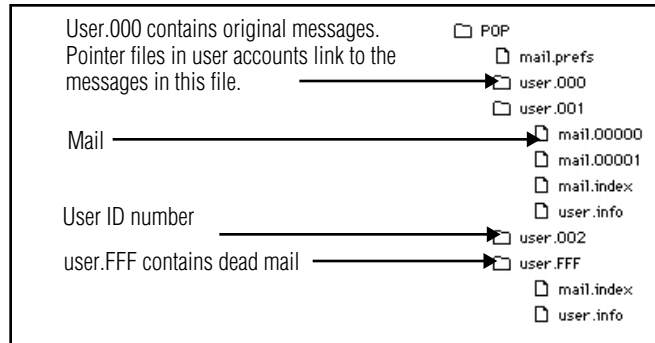 User.000 contains original messages.
Pointer files in user accounts link to the
messages in this file.
Mail
User ID number
user.FFF contains dead mail
POP
mail.prefs
user.000
user.001
mail.00000
mail.00001
mail.index
user.info
user.002
user.FFF
mail.index
user.info